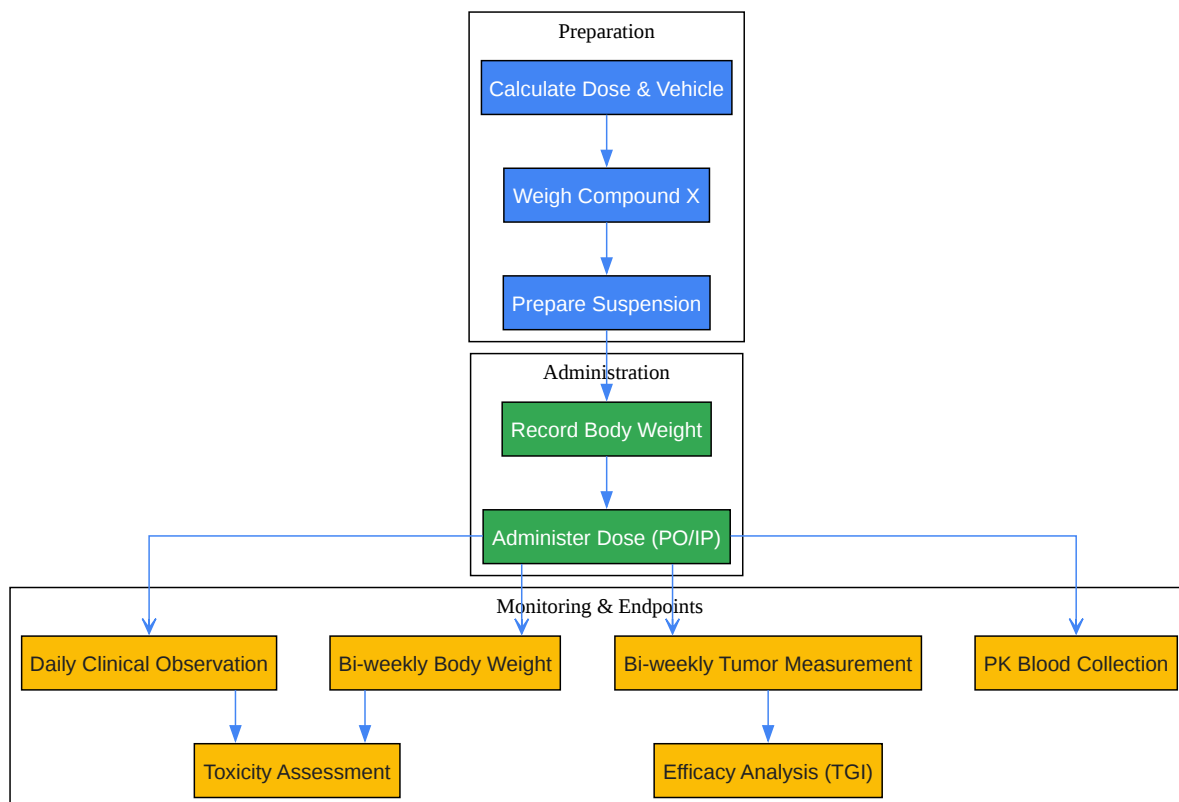 Preparation
Calculate Dose & Vehicle
Weigh Compound X
Prepare Suspension
Administration
Record Body Weight
Administer Dose (PO/IP)
Monitoring & Endpoints
Daily Clinical Observation
Bi-weekly Body Weight
Bi-weekly Tumor Measurement
PK Blood Collection
Toxicity Assessment
Efficacy Analysis (TGI)